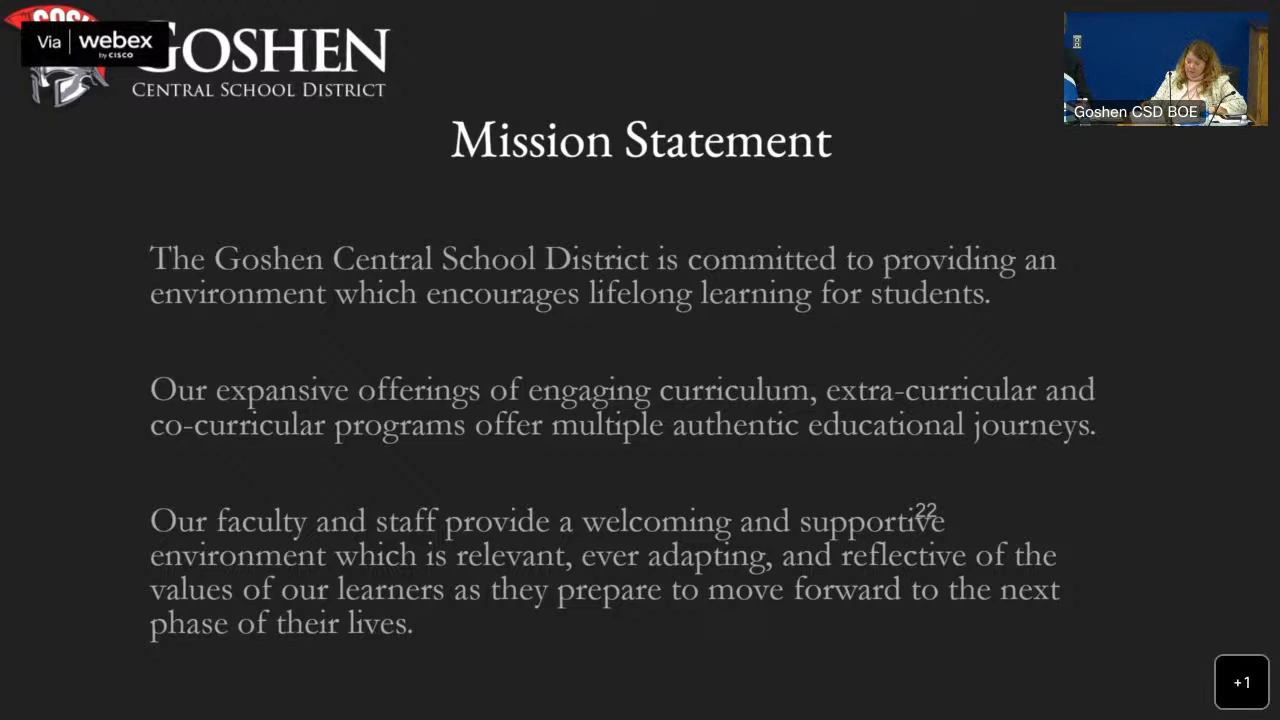 Via | webex
by CISCO
GOSHEN
CENTRAL SCHOOL DISTRICT
Goshen CSD BOE
Mission Statement
The Goshen Central School District is committed to providing an
environment which encourages lifelong learning for students.
Our expansive offerings of engaging curriculum, extra-curricular and
co-curricular programs offer multiple authentic educational journeys.
Our faculty and staff provide a welcoming and supportive
22
environment which is relevant, ever adapting, and reflective of the
values of our learners as they prepare to move forward to the next
phase of their lives.
+1